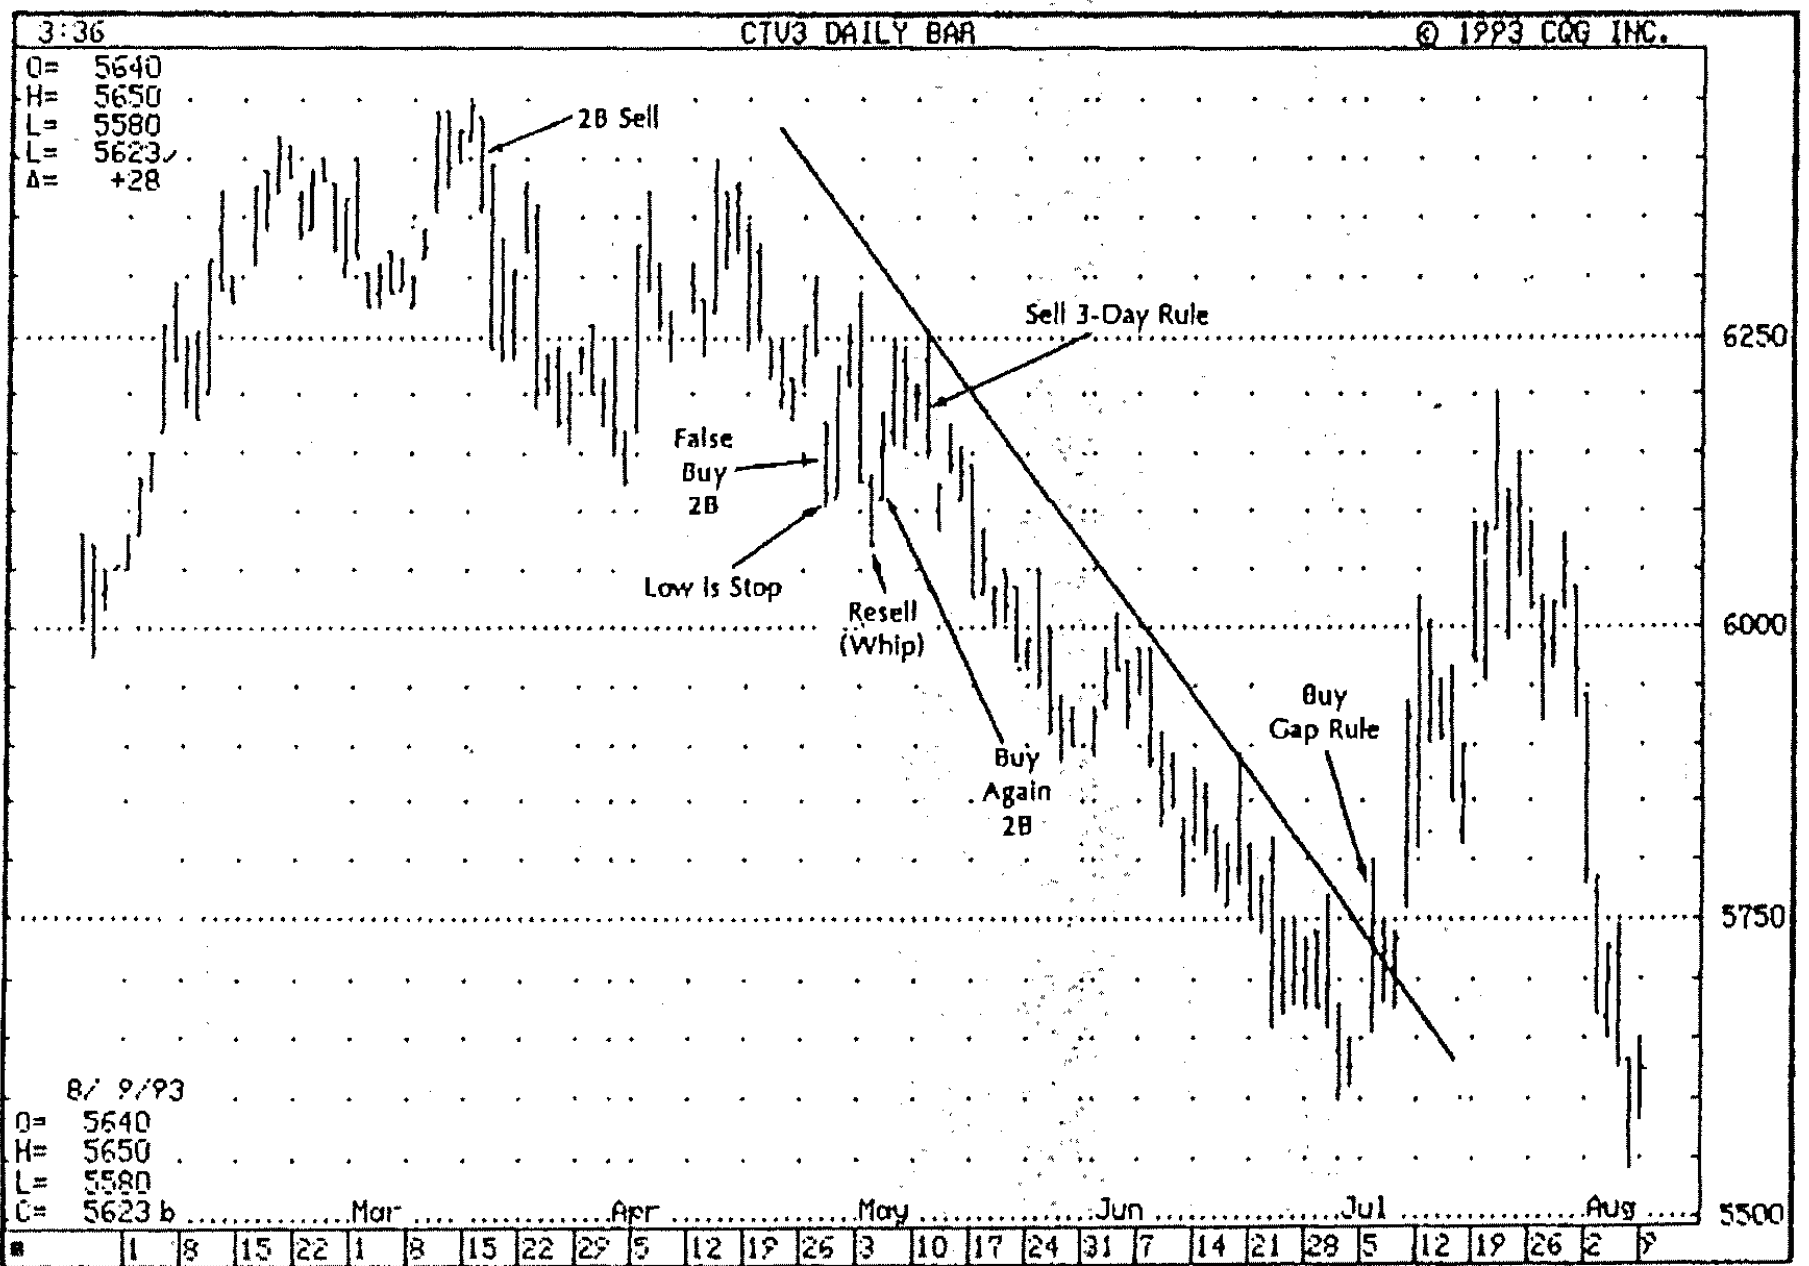 3:36 CTV3 DAILY BAR © 1993 CQG INC.
O= 5640
H= 5650
L= 5580
L= 5623
Δ= +28
2B Sell
Sell 3-Day Rule
6250
False
Buy
2B
Low is Stop
Resell
(Whip)
6000
Buy
Again
2B
Buy
Gap Rule
5750
8/ 9/93
O= 5640
H= 5650
L= 5580
C= 5623 b
Mar Apr May Jun Jul Aug
5500
1 8 15 22 1 8 15 22 29 5 12 19 26 3 10 17 24 31 7 14 21 28 5 12 19 26 2 9